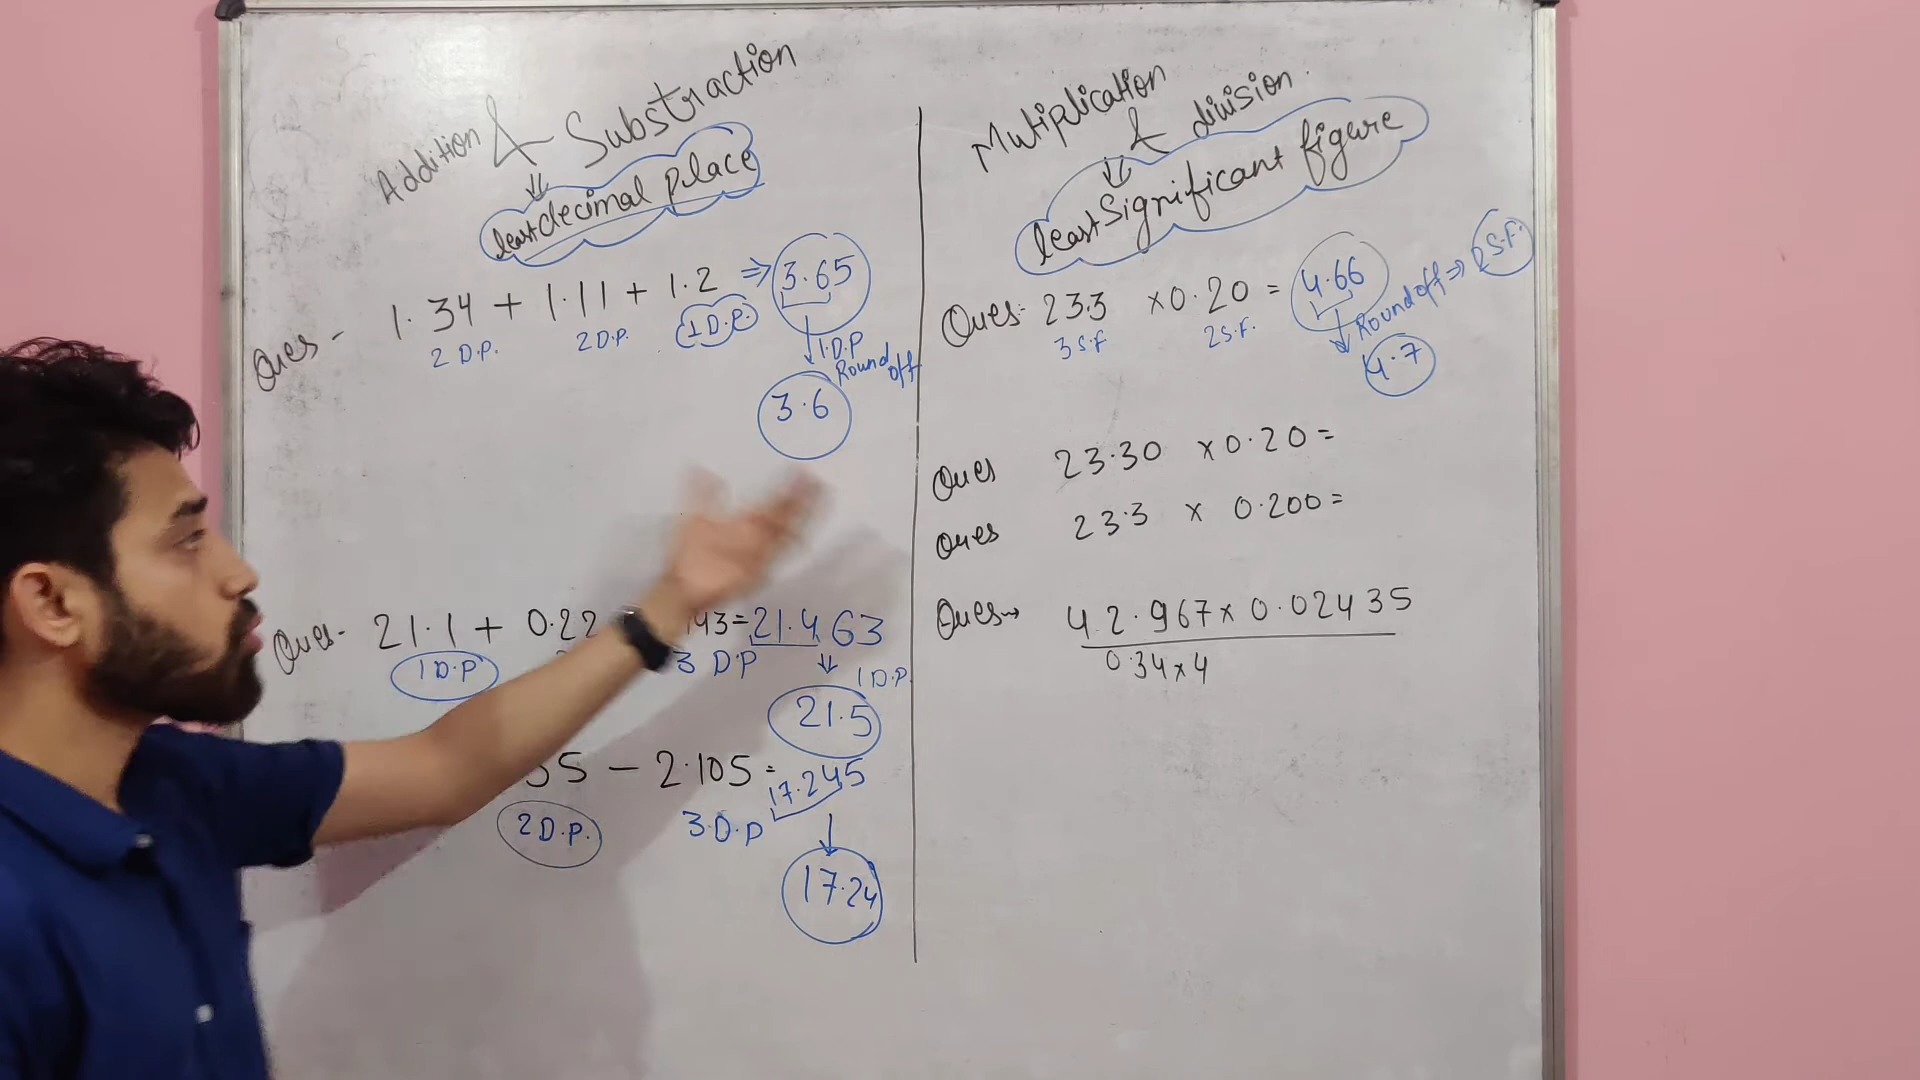 Addition & Substraction
⇓
least decimal place
Ques - 1.34 + 1.11 + 1.2 ⇒ 3.65
2 D.P. 2 D.P. 1 D.P.
↓ 1.D.P
Round off
3.6
Ques- 21.1 + 0.22 143 = 21.463
1 D.P 3 D.P
⇓ 1 D.P.
21.5
35 - 2.105 = 17.245
2 D.P. 3.D.P
↓
17.24
Mutiplication & division
⇓
least Significant figure
Ques- 23.3 × 0.20 = 4.66 Round off ⇒ 2 S.F.
3 S.F 2 S.F.
↓
4.7
Ques 23.30 × 0.20 =
Ques 23.3 × 0.200 =
Ques→ 42.967 × 0.02435
0.34 × 4